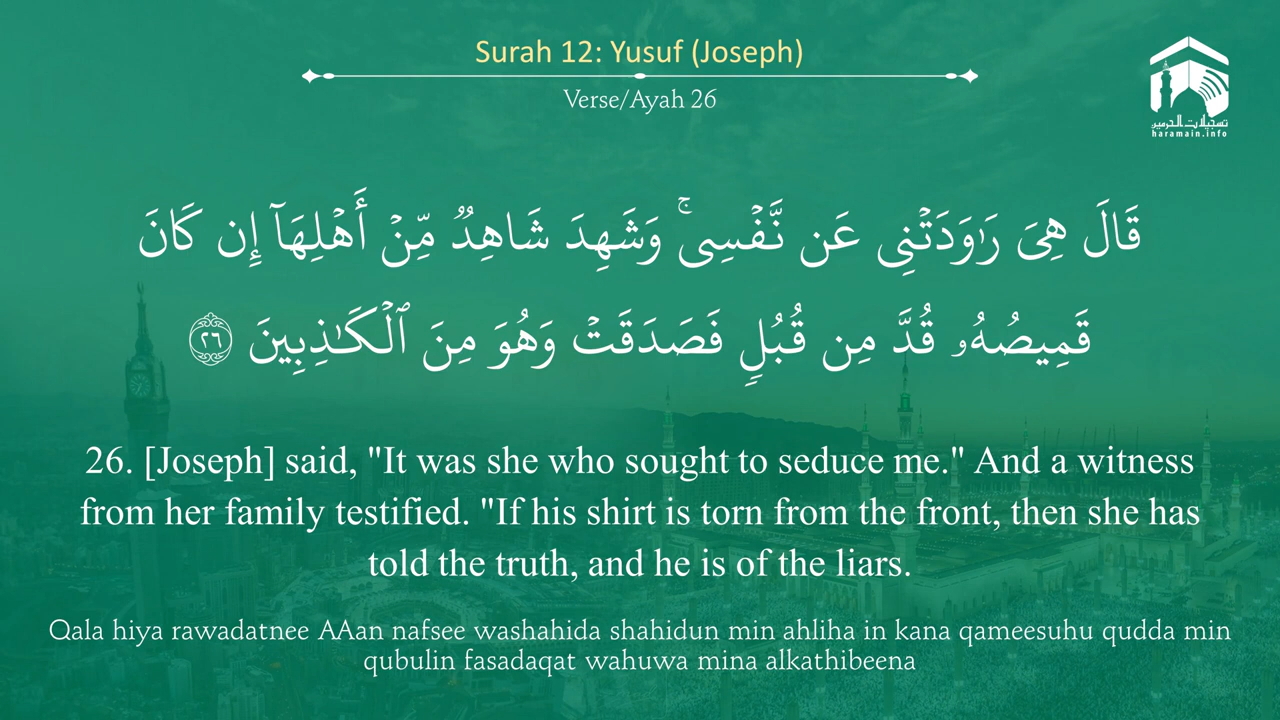 Surah 12: Yusuf (Joseph)
Verse/Ayah 26
تسجيلات الحرمين
haramain.info
قَالَ هِىَ رَٰوَدَتْنِى عَن نَّفْسِى ۚ وَشَهِدَ شَاهِدٌ مِّنْ أَهْلِهَآ إِن كَانَ
قَمِيصُهُۥ قُدَّ مِن قُبُلٍ فَصَدَقَتْ وَهُوَ مِنَ ٱلْكَـٰذِبِينَ ٢٦
26. [Joseph] said, "It was she who sought to seduce me." And a witness
from her family testified. "If his shirt is torn from the front, then she has
told the truth, and he is of the liars.
Qala hiya rawadatnee AAan nafsee washahida shahidun min ahliha in kana qameesuhu qudda min
qubulin fasadaqat wahuwa mina alkathibeena